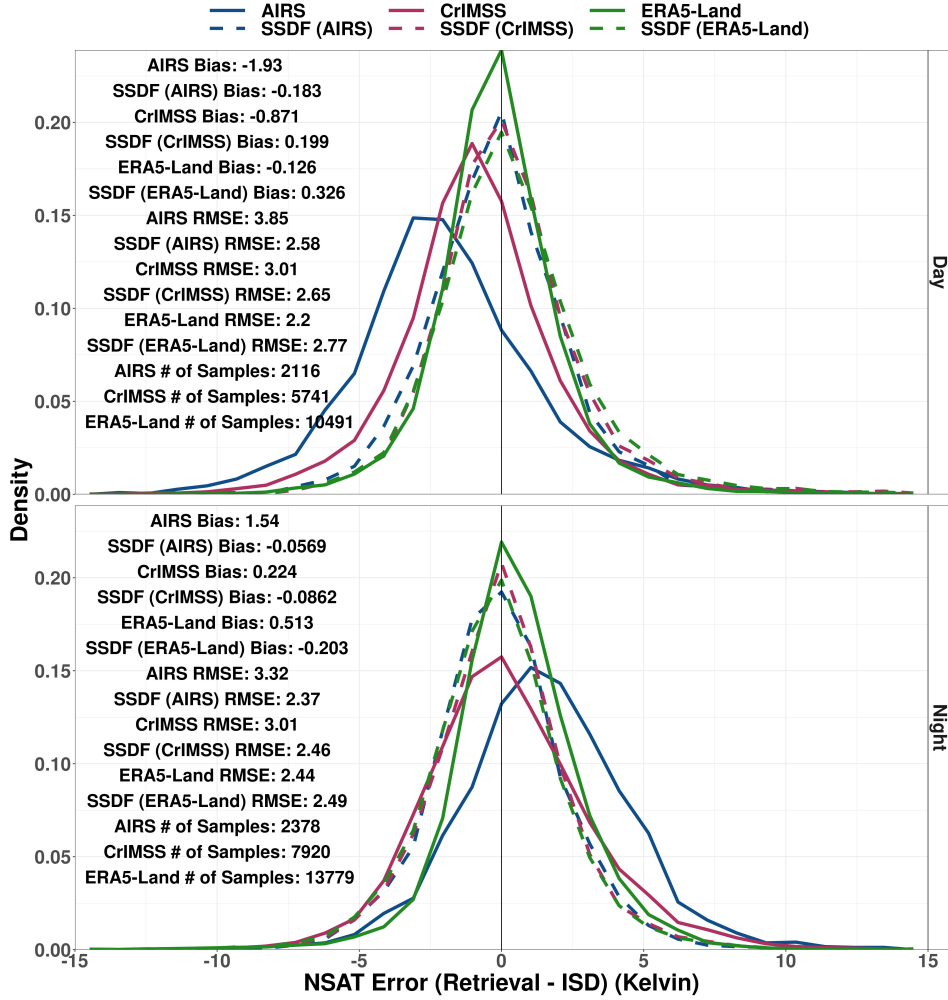 AIRS CrIMSS ERA5-Land
SSDF (AIRS) SSDF (CrIMSS) SSDF (ERA5-Land)
AIRS Bias: -1.93
SSDF (AIRS) Bias: -0.183
CrIMSS Bias: -0.871
SSDF (CrIMSS) Bias: 0.199
ERA5-Land Bias: -0.126
SSDF (ERA5-Land) Bias: 0.326
AIRS RMSE: 3.85
SSDF (AIRS) RMSE: 2.58
CrIMSS RMSE: 3.01
SSDF (CrIMSS) RMSE: 2.65
ERA5-Land RMSE: 2.2
SSDF (ERA5-Land) RMSE: 2.77
AIRS # of Samples: 2116
CrIMSS # of Samples: 5741
ERA5-Land # of Samples: 10491
0.20
0.15
0.10
0.05
0.00
Day
Density
AIRS Bias: 1.54
SSDF (AIRS) Bias: -0.0569
CrIMSS Bias: 0.224
SSDF (CrIMSS) Bias: -0.0862
ERA5-Land Bias: 0.513
SSDF (ERA5-Land) Bias: -0.203
AIRS RMSE: 3.32
SSDF (AIRS) RMSE: 2.37
CrIMSS RMSE: 3.01
SSDF (CrIMSS) RMSE: 2.46
ERA5-Land RMSE: 2.44
SSDF (ERA5-Land) RMSE: 2.49
AIRS # of Samples: 2378
CrIMSS # of Samples: 7920
ERA5-Land # of Samples: 13779
0.20
0.15
0.10
0.05
0.00
Night
-15 -10 -5 0 5 10 15
NSAT Error (Retrieval - ISD) (Kelvin)